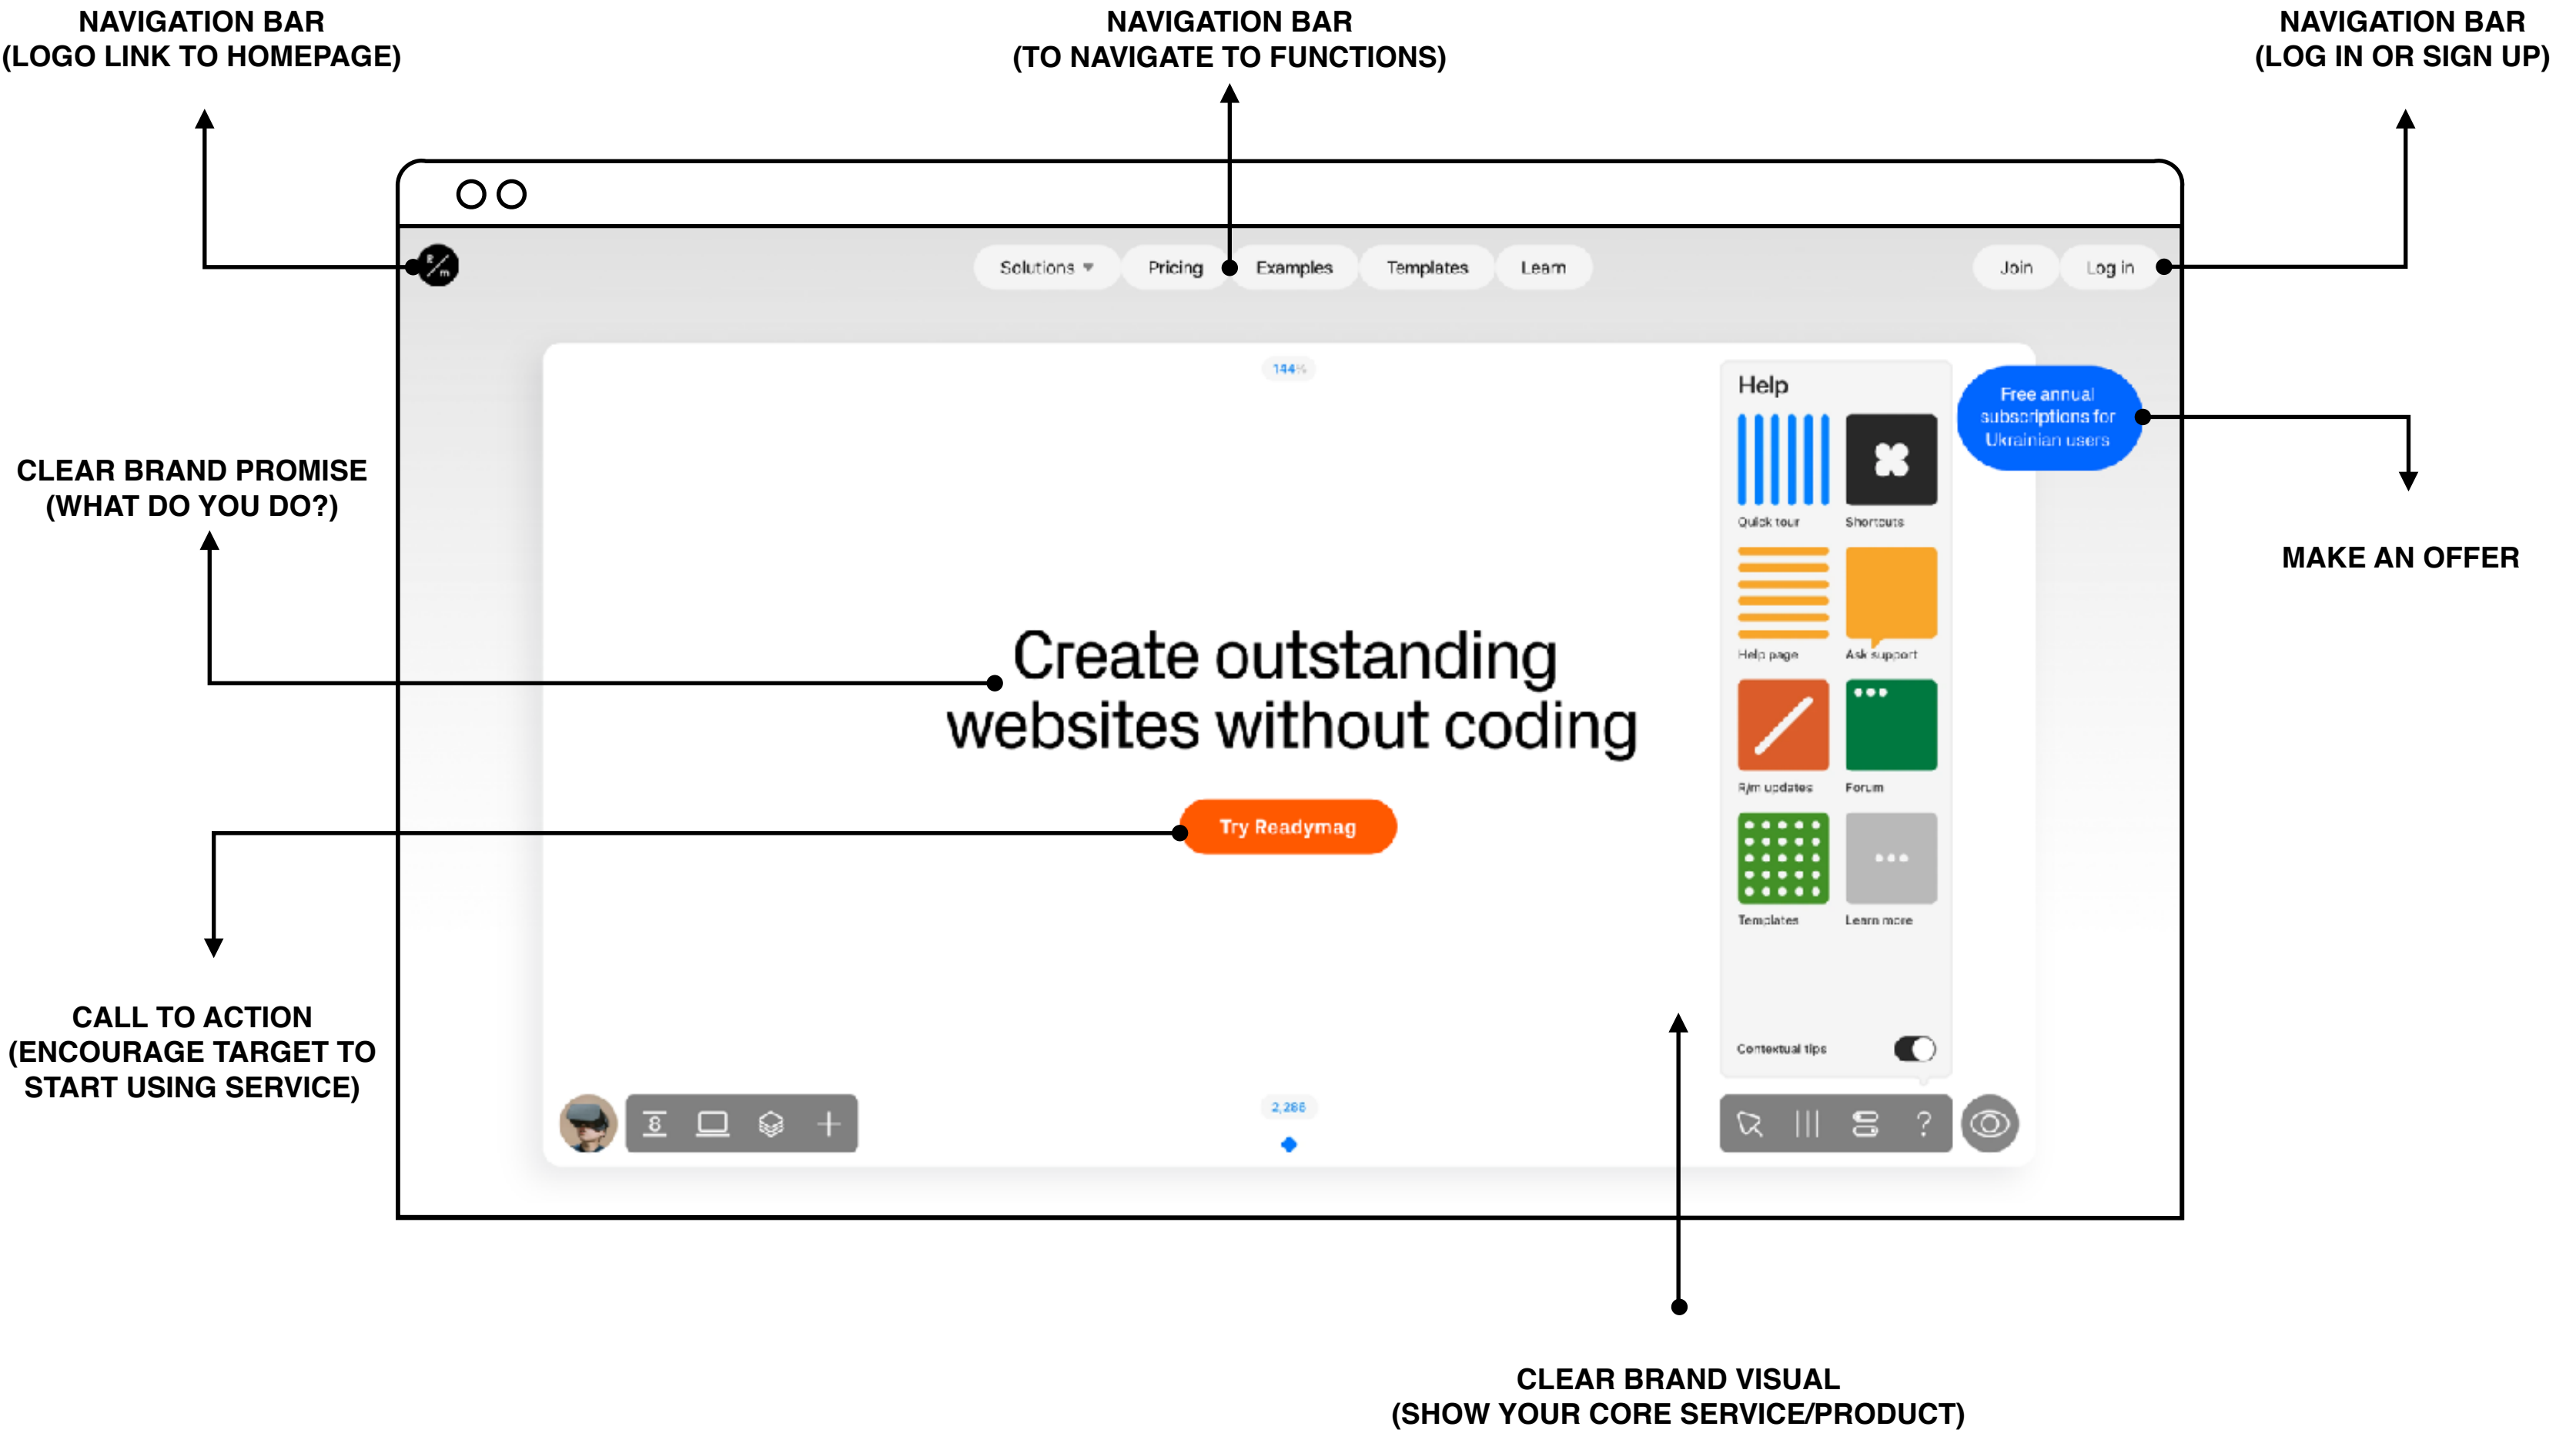 NAVIGATION BAR
(LOGO LINK TO HOMEPAGE)
NAVIGATION BAR
(TO NAVIGATE TO FUNCTIONS)
NAVIGATION BAR
(LOG IN OR SIGN UP)
R/m
Solutions
Pricing
Examples
Templates
Learn
Join
Log in
144%
Help
Free annual
subscriptions for
Ukrainian users
Quick tour
Shortcuts
CLEAR BRAND PROMISE
(WHAT DO YOU DO?)
MAKE AN OFFER
Help page
Ask support
Create outstanding
websites without coding
R/m updates
Forum
Try Readymag
Templates
Learn more
CALL TO ACTION
(ENCOURAGE TARGET TO
START USING SERVICE)
Contextual tips
8
2,286
?
CLEAR BRAND VISUAL
(SHOW YOUR CORE SERVICE/PRODUCT)